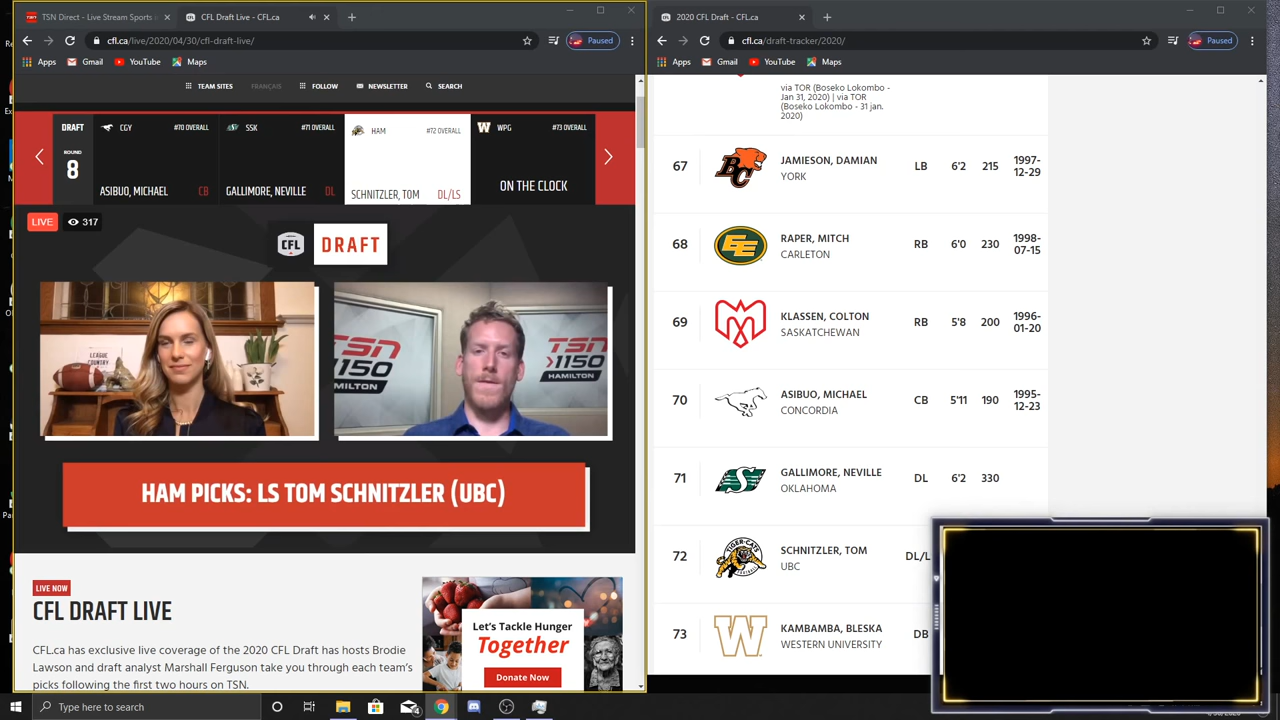 TSN Direct - Live Stream Sports
CFL Draft Live - CFL.ca
cfl.ca/live/2020/04/30/cfl-draft-live/
Paused
Apps
Gmail
YouTube
Maps
TEAM SITES
FRANÇAIS
FOLLOW
NEWSLETTER
SEARCH
DRAFT
ROUND
8
CGY
#70 OVERALL
ASIBUO, MICHAEL
CB
SSK
#71 OVERALL
GALLIMORE, NEVILLE
DL
HAM
#72 OVERALL
SCHNITZLER, TOM
DL/LS
WPG
#73 OVERALL
ON THE CLOCK
LIVE
317
CFL
DRAFT
LEAGUE
COUNTRY
TSN
1150
HAMILTON
TSN
1150
HAMILTON
HAM PICKS: LS TOM SCHNITZLER (UBC)
LIVE NOW
CFL DRAFT LIVE
CFL.ca has exclusive live coverage of the 2020 CFL Draft has hosts Brodie
Lawson and draft analyst Marshall Ferguson take you through each team's
picks following the first two hours on TSN.
Let's Tackle Hunger
Together
Donate Now
2020 CFL Draft - CFL.ca
cfl.ca/draft-tracker/2020/
Paused
Apps
Gmail
YouTube
Maps
via TOR (Boseko Lokombo -
Jan 31, 2020) | via TOR
(Boseko Lokombo - 31 jan.
2020)
67
BC
JAMIESON, DAMIAN
YORK
LB
6'2
215
1997-
12-29
68
EE
RAPER, MITCH
CARLETON
RB
6'0
230
1998-
07-15
69
KLASSEN, COLTON
SASKATCHEWAN
RB
5'8
200
1996-
01-20
70
ASIBUO, MICHAEL
CONCORDIA
CB
5'11
190
1995-
12-23
71
S
GALLIMORE, NEVILLE
OKLAHOMA
DL
6'2
330
72
TIGER-CATS
SCHNITZLER, TOM
UBC
DL/L
73
W
KAMBAMBA, BLESKA
WESTERN UNIVERSITY
DB
Type here to search